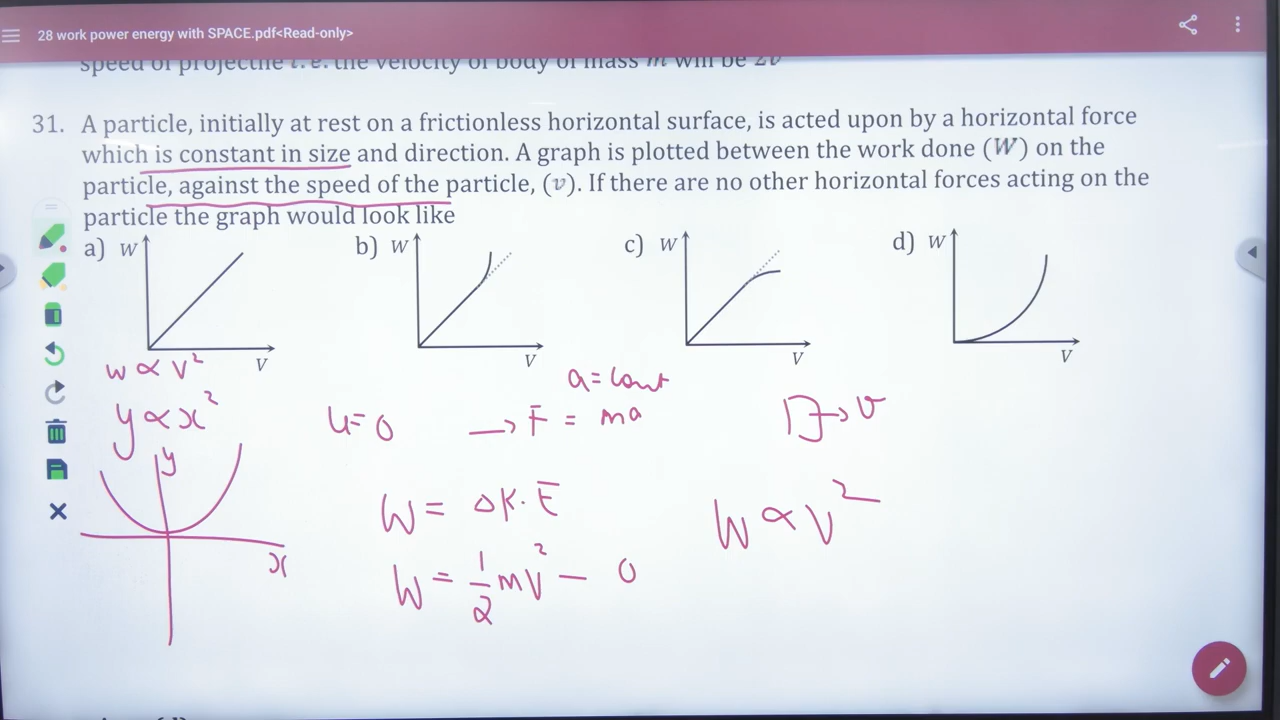 28 work power energy with SPACE.pdf<Read-only>
speed of projectile i.e. the velocity of body of mass m will be 2v
31. A particle, initially at rest on a frictionless horizontal surface, is acted upon by a horizontal force
which is constant in size and direction. A graph is plotted between the work done (W) on the
particle, against the speed of the particle, (v). If there are no other horizontal forces acting on the
particle the graph would look like
a) W V
b) W V
c) W V
d) W V
W ∝ V²
y ∝ x²
y
x
u = 0
a = Const
→ F = ma
→ v
W = ΔK.E
W ∝ V²
W = 1/2 mV² − 0